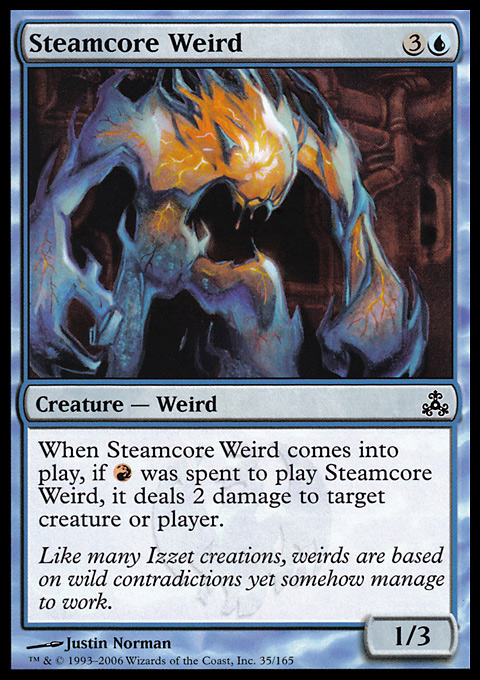 Steamcore Weird 3
Creature — Weird
When Steamcore Weird comes into
play, if was spent to play Steamcore
Weird, it deals 2 damage to target
creature or player.
Like many Izzet creations, weirds are based
on wild contradictions yet somehow manage
to work.
Justin Norman
1/3
™ & © 1993–2006 Wizards of the Coast, Inc. 35/165